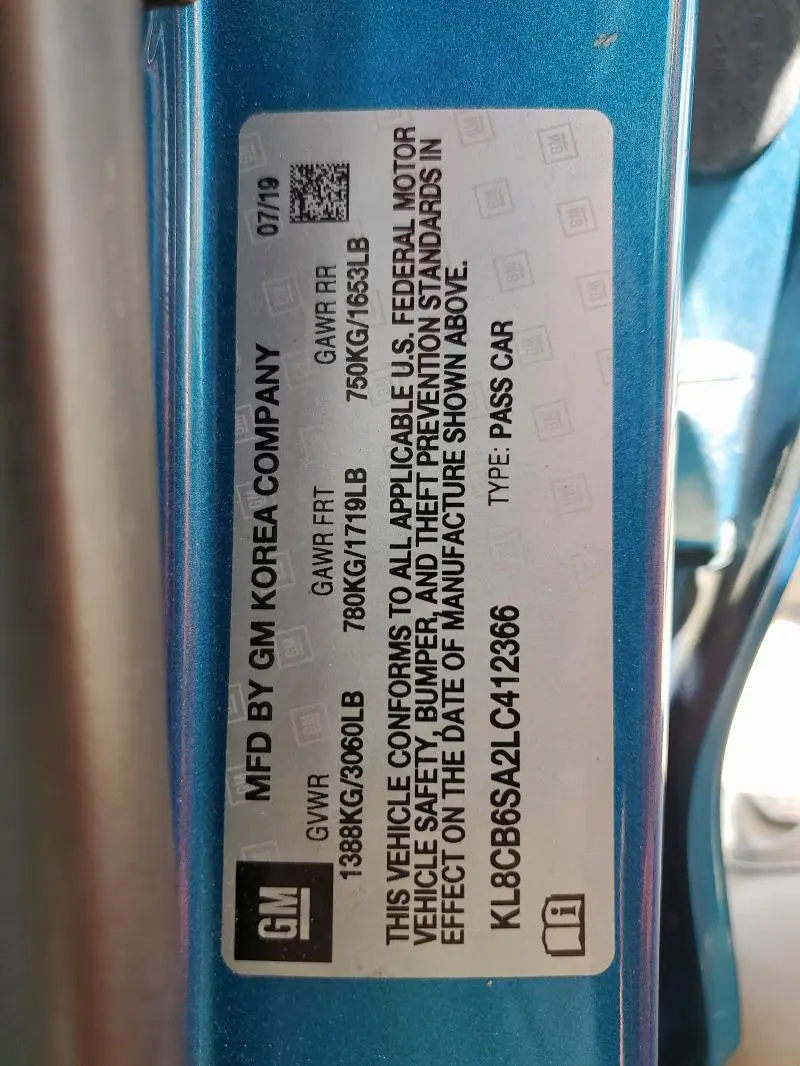 GM
MFD BY GM KOREA COMPANY 07/19
GVWR GAWR FRT GAWR RR
1388KG/3060LB 780KG/1719LB 750KG/1653LB
THIS VEHICLE CONFORMS TO ALL APPLICABLE U.S. FEDERAL MOTOR
VEHICLE SAFETY, BUMPER, AND THEFT PREVENTION STANDARDS IN
EFFECT ON THE DATE OF MANUFACTURE SHOWN ABOVE.
KL8CB6SA2LC412366 TYPE: PASS CAR